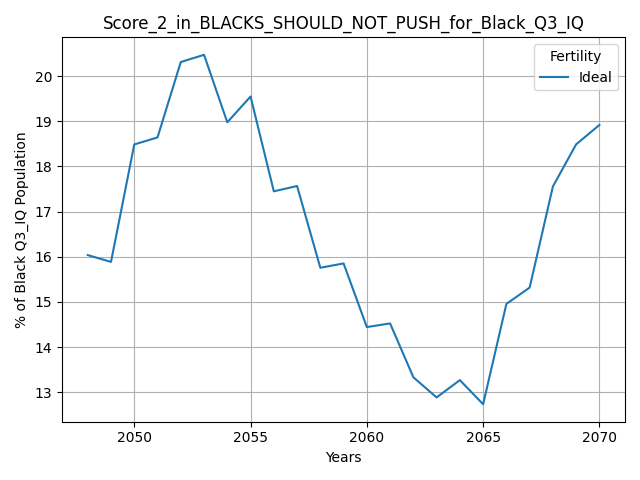 Score_2_in_BLACKS_SHOULD_NOT_PUSH_for_Black_Q3_IQ
Fertility
Ideal
% of Black Q3_IQ Population
20
19
18
17
16
15
14
13
2050 2055 2060 2065 2070
Years